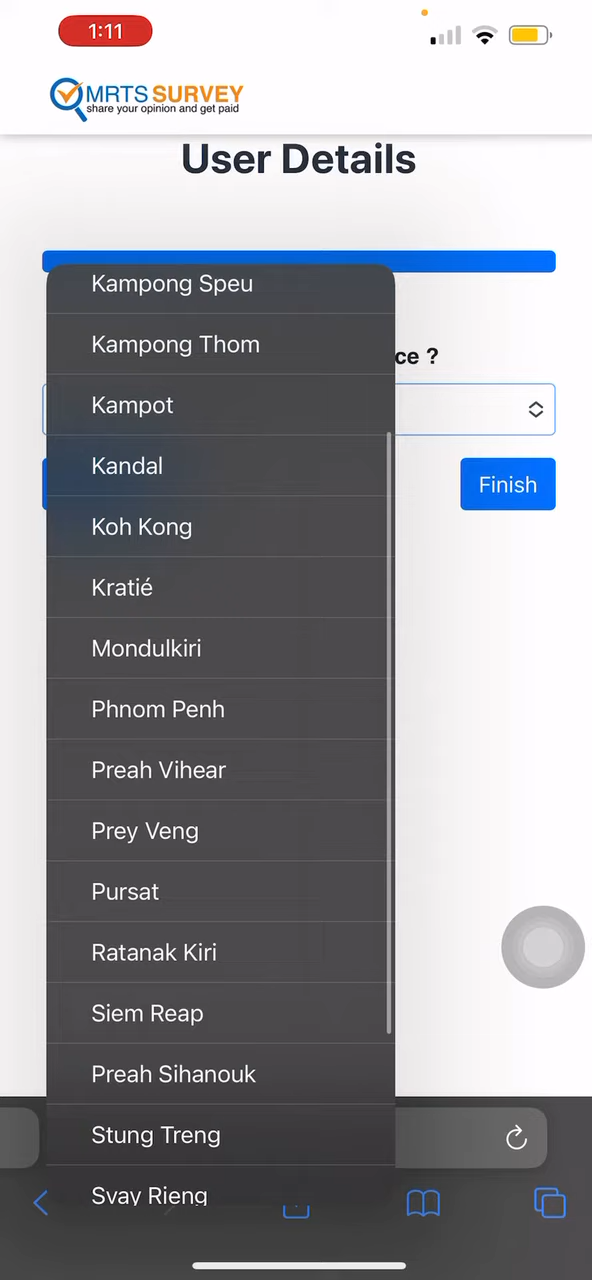 1:11
MRTS SURVEY
share your opinion and get paid
User Details
Kampong Speu
Kampong Thom
ce ?
Kampot
Kandal
Finish
Koh Kong
Kratié
Mondulkiri
Phnom Penh
Preah Vihear
Prey Veng
Pursat
Ratanak Kiri
Siem Reap
Preah Sihanouk
Stung Treng
Svay Rieng